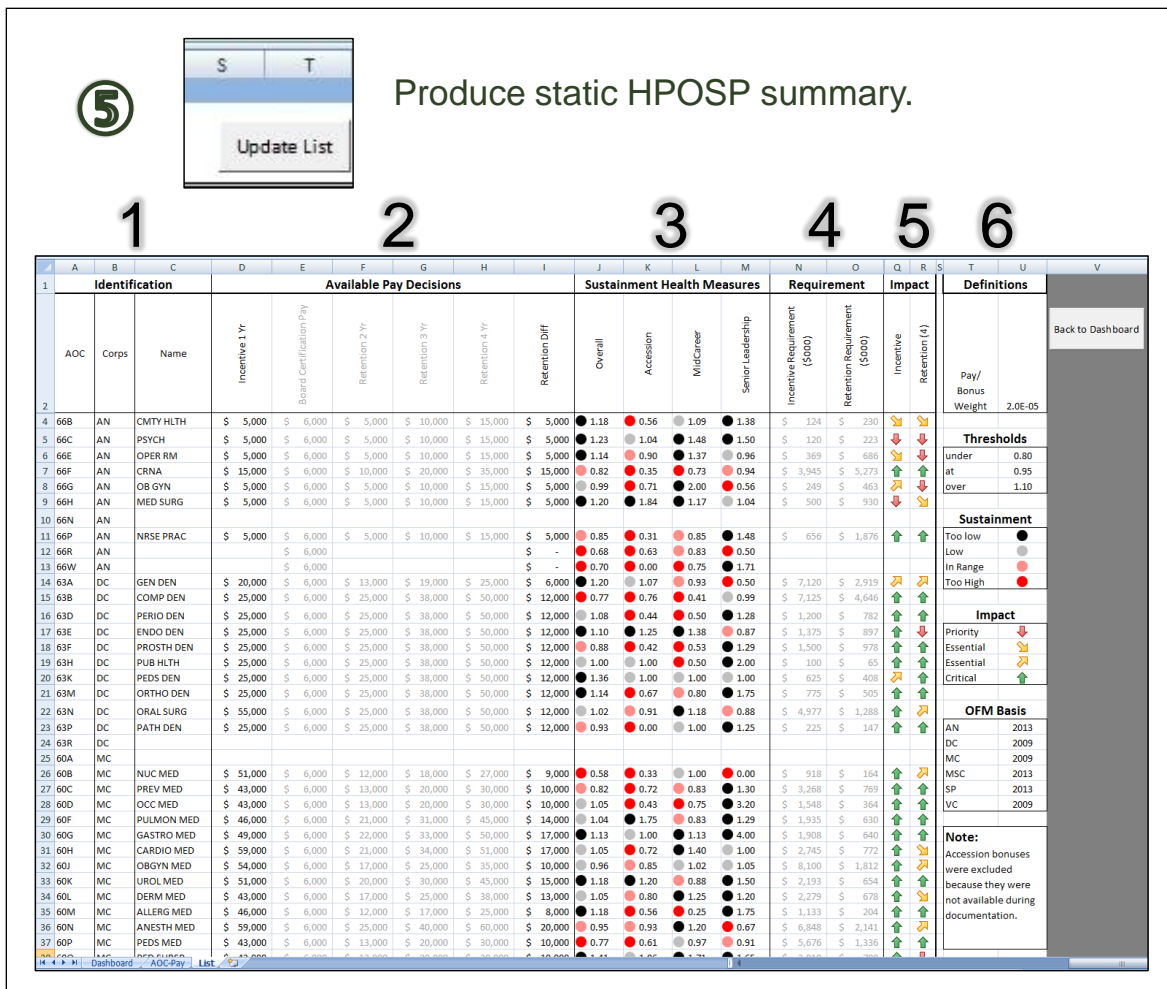 ⑤
S T
Update List
Produce static HPOSP summary.
1 2 3 4 5 6
A B C D E F G H I J K L M N O Q R S T U V
1 Identification Available Pay Decisions Sustainment Health Measures Requirement Impact Definitions
2 AOC Corps Name Incentive 1 Yr Board Certification Pay Retention 2 Yr Retention 3 Yr Retention 4 Yr Retention Diff Overall Accession MidCareer Senior Leadership Incentive Requirement ($000) Retention Requirement ($000) Incentive Retention (4) Pay/ Bonus Weight 2.0E-05 Back to Dashboard
4 66B AN CMTY HLTH $ 5,000 $ 6,000 $ 5,000 $ 10,000 $ 15,000 $ 5,000 1.18 0.56 1.09 1.38 $ 124 $ 230
5 66C AN PSYCH $ 5,000 $ 6,000 $ 5,000 $ 10,000 $ 15,000 $ 5,000 1.23 1.04 1.48 1.50 $ 120 $ 223 Thresholds
6 66E AN OPER RM $ 5,000 $ 6,000 $ 5,000 $ 10,000 $ 15,000 $ 5,000 1.14 0.90 1.37 0.96 $ 369 $ 686 under 0.80
7 66F AN CRNA $ 15,000 $ 6,000 $ 10,000 $ 20,000 $ 35,000 $ 15,000 0.82 0.35 0.73 0.94 $ 3,945 $ 5,273 at 0.95
8 66G AN OB GYN $ 5,000 $ 6,000 $ 5,000 $ 10,000 $ 15,000 $ 5,000 0.99 0.71 2.00 0.56 $ 249 $ 463 over 1.10
9 66H AN MED SURG $ 5,000 $ 6,000 $ 5,000 $ 10,000 $ 15,000 $ 5,000 1.20 1.84 1.17 1.04 $ 500 $ 930
10 66N AN Sustainment
11 66P AN NRSE PRAC $ 5,000 $ 6,000 $ 5,000 $ 10,000 $ 15,000 $ 5,000 0.85 0.31 0.85 1.48 $ 656 $ 1,876 Too low
12 66R AN $ 6,000 $ - 0.68 0.63 0.83 0.50 Low
13 66W AN $ 6,000 $ - 0.70 0.00 0.75 1.71 In Range
14 63A DC GEN DEN $ 20,000 $ 6,000 $ 13,000 $ 19,000 $ 25,000 $ 6,000 1.20 1.07 0.93 0.50 $ 7,120 $ 2,919 Too High
15 63B DC COMP DEN $ 25,000 $ 6,000 $ 25,000 $ 38,000 $ 50,000 $ 12,000 0.77 0.76 0.41 0.99 $ 7,125 $ 4,646
16 63D DC PERIO DEN $ 25,000 $ 6,000 $ 25,000 $ 38,000 $ 50,000 $ 12,000 1.08 0.44 0.50 1.28 $ 1,200 $ 782 Impact
17 63E DC ENDO DEN $ 25,000 $ 6,000 $ 25,000 $ 38,000 $ 50,000 $ 12,000 1.10 1.25 1.38 0.87 $ 1,375 $ 897 Priority
18 63F DC PROSTH DEN $ 25,000 $ 6,000 $ 25,000 $ 38,000 $ 50,000 $ 12,000 0.88 0.42 0.53 1.29 $ 1,500 $ 978 Essential
19 63H DC PUB HLTH $ 25,000 $ 6,000 $ 25,000 $ 38,000 $ 50,000 $ 12,000 1.00 1.00 0.50 2.00 $ 100 $ 65 Essential
20 63K DC PEDS DEN $ 25,000 $ 6,000 $ 25,000 $ 38,000 $ 50,000 $ 12,000 1.36 1.00 1.00 1.00 $ 625 $ 408 Critical
21 63M DC ORTHO DEN $ 25,000 $ 6,000 $ 25,000 $ 38,000 $ 50,000 $ 12,000 1.14 0.67 0.80 1.75 $ 775 $ 505
22 63N DC ORAL SURG $ 55,000 $ 6,000 $ 25,000 $ 38,000 $ 50,000 $ 12,000 1.02 0.91 1.18 0.88 $ 4,977 $ 1,288 OFM Basis
23 63P DC PATH DEN $ 25,000 $ 6,000 $ 25,000 $ 38,000 $ 50,000 $ 12,000 0.93 0.00 1.00 1.25 $ 225 $ 147 AN 2013
24 63R DC DC 2009
25 60A MC MC 2009
26 60B MC NUC MED $ 51,000 $ 6,000 $ 12,000 $ 18,000 $ 27,000 $ 9,000 0.58 0.33 1.00 0.00 $ 918 $ 164 MSC 2013
27 60C MC PREV MED $ 43,000 $ 6,000 $ 13,000 $ 20,000 $ 30,000 $ 10,000 0.82 0.72 0.83 1.30 $ 3,268 $ 769 SP 2013
28 60D MC OCC MED $ 43,000 $ 6,000 $ 13,000 $ 20,000 $ 30,000 $ 10,000 1.05 0.43 0.75 3.20 $ 1,548 $ 364 VC 2009
29 60F MC PULMON MED $ 46,000 $ 6,000 $ 21,000 $ 31,000 $ 45,000 $ 14,000 1.04 1.75 0.83 1.29 $ 1,935 $ 630
30 60G MC GASTRO MED $ 49,000 $ 6,000 $ 22,000 $ 33,000 $ 50,000 $ 17,000 1.13 1.00 1.13 4.00 $ 1,908 $ 640 Note:
31 60H MC CARDIO MED $ 59,000 $ 6,000 $ 21,000 $ 34,000 $ 51,000 $ 17,000 1.05 0.72 1.40 1.00 $ 2,745 $ 772 Accession bonuses
32 60J MC OBGYN MED $ 54,000 $ 6,000 $ 17,000 $ 25,000 $ 35,000 $ 10,000 0.96 0.85 1.02 1.05 $ 8,100 $ 1,812 were excluded
33 60K MC UROL MED $ 51,000 $ 6,000 $ 20,000 $ 30,000 $ 45,000 $ 15,000 1.18 1.20 0.88 1.50 $ 2,193 $ 654 because they were
34 60L MC DERM MED $ 43,000 $ 6,000 $ 17,000 $ 25,000 $ 38,000 $ 13,000 1.05 0.80 1.25 1.20 $ 2,279 $ 678 not available during
35 60M MC ALLERG MED $ 46,000 $ 6,000 $ 12,000 $ 17,000 $ 25,000 $ 8,000 1.18 0.56 0.25 1.75 $ 1,133 $ 204 documentation.
36 60N MC ANESTH MED $ 59,000 $ 6,000 $ 25,000 $ 40,000 $ 60,000 $ 20,000 0.95 0.93 1.20 0.67 $ 6,848 $ 2,141
37 60P MC PEDS MED $ 43,000 $ 6,000 $ 13,000 $ 20,000 $ 30,000 $ 10,000 0.77 0.61 0.97 0.91 $ 5,676 $ 1,336
Dashboard AOC-Pay List